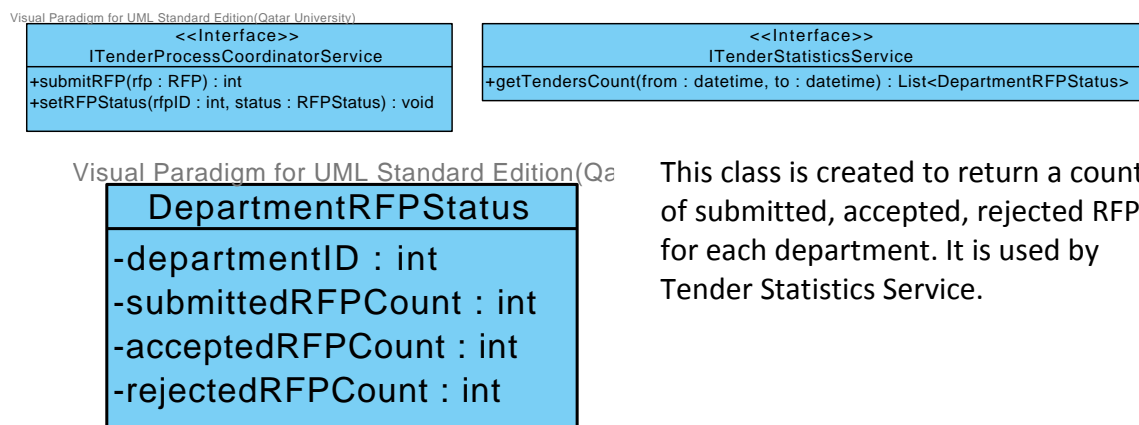 Visual Paradigm for UML Standard Edition(Qatar University)
<<Interface>>
ITenderProcessCoordinatorService
+submitRFP(rfp : RFP) : int
+setRFPStatus(rfpID : int, status : RFPStatus) : void
<<Interface>>
ITenderStatisticsService
+getTendersCount(from : datetime, to : datetime) : List<DepartmentRFPStatus>
Visual Paradigm for UML Standard Edition(Qa
DepartmentRFPStatus
-departmentID : int
-submittedRFPCount : int
-acceptedRFPCount : int
-rejectedRFPCount : int
This class is created to return a count
of submitted, accepted, rejected RFP
for each department. It is used by
Tender Statistics Service.